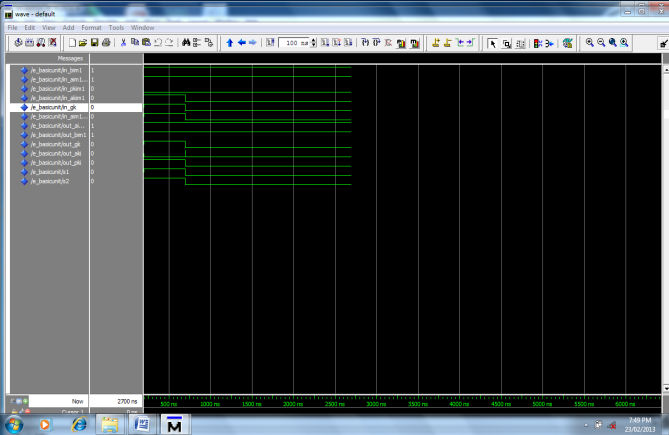 wave - default
File Edit View Add Format Tools Window
100 ns
Messages
/e_basicunit/in_bim1 1
/e_basicunit/in_aim1... 1
/e_basicunit/in_pkim1 0
/e_basicunit/in_akim1 0
/e_basicunit/in_gk 0
/e_basicunit/in_aim1... 0
/e_basicunit/out_ai... 1
/e_basicunit/out_bim1 1
/e_basicunit/out_gk 0
/e_basicunit/out_aki 0
/e_basicunit/out_pki 0
/e_basicunit/s1 0
/e_basicunit/s2 0
Now 2700 ns
500 ns 1000 ns 1500 ns 2000 ns 2500 ns 3000 ns 3500 ns 4000 ns 4500 ns 5000 ns 5500 ns 6000 ns
Cursor 1 0 ns
7:49 PM
23/02/2013